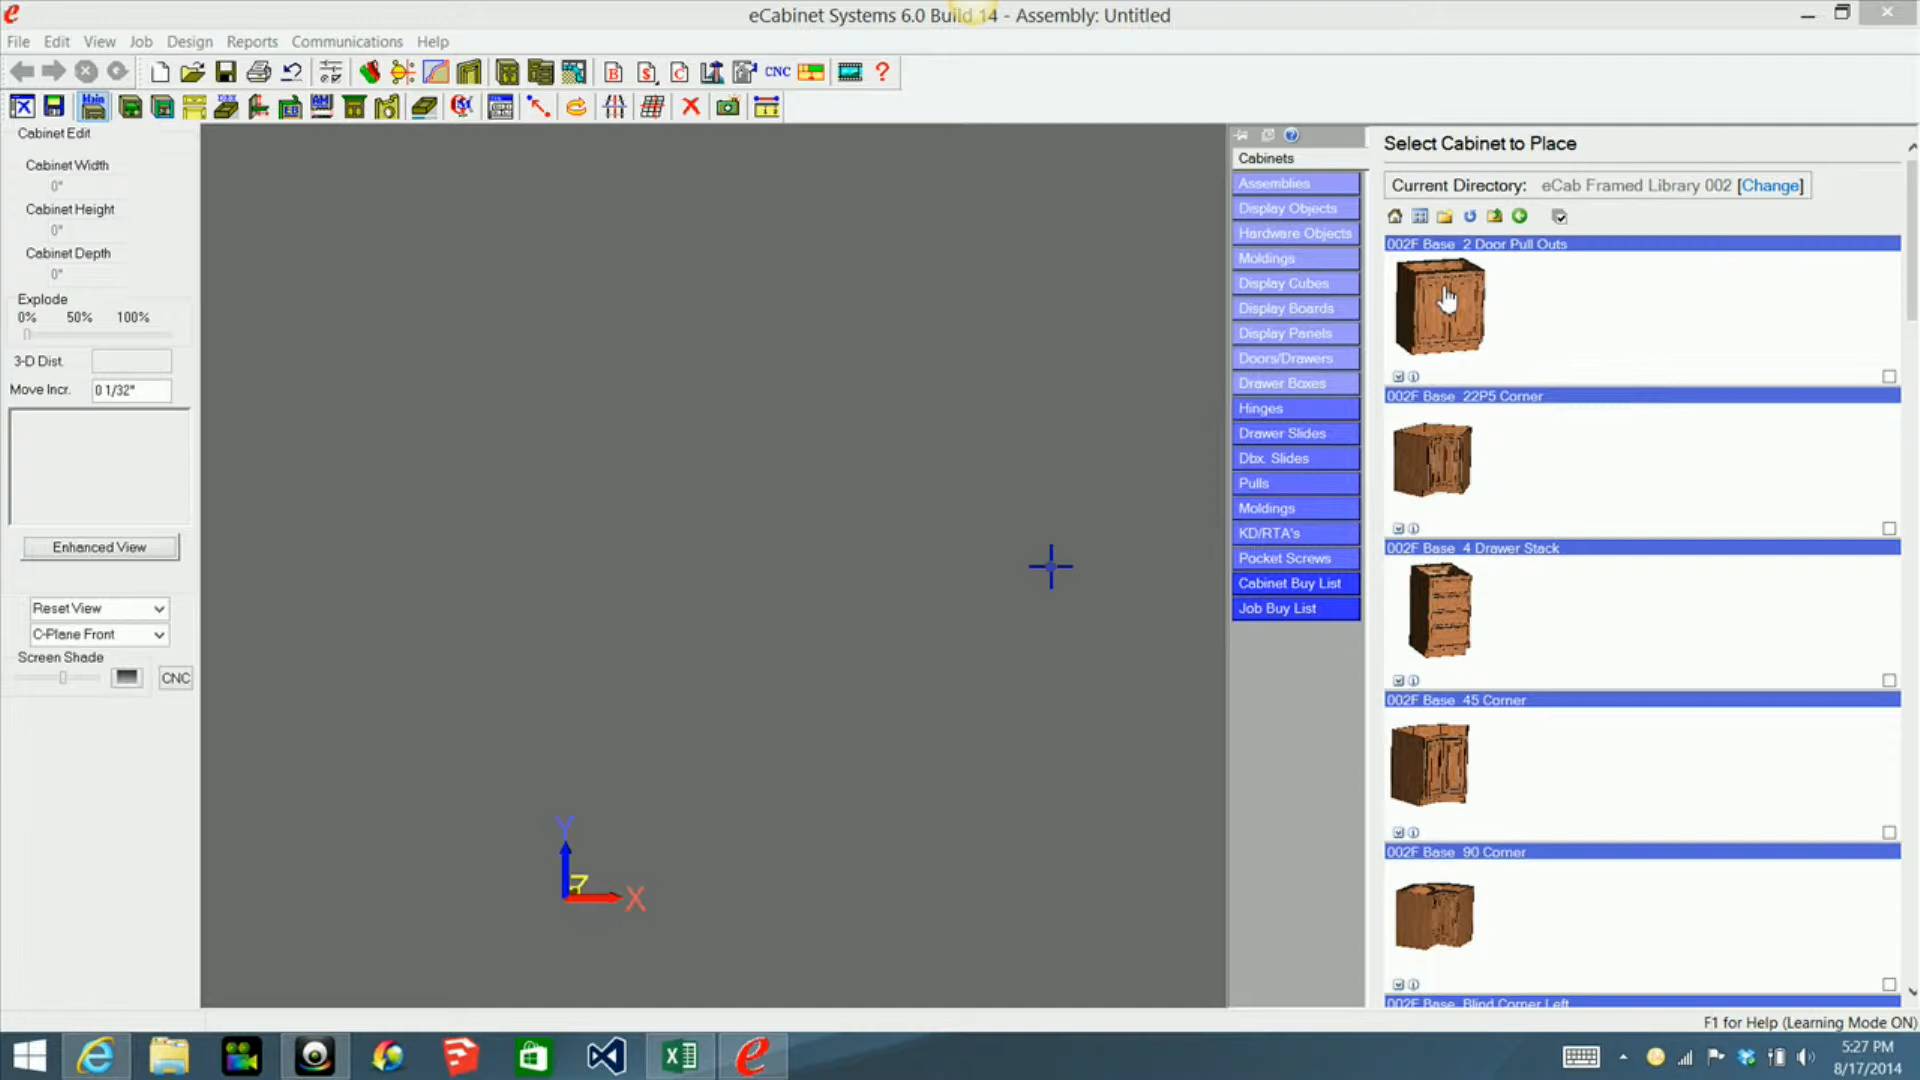 eCabinet Systems 6.0 Build 14 - Assembly: Untitled
File Edit View Job Design Reports Communications Help
B $ C CNC ?
Main DBX EB AM
Cabinet Edit
Cabinet Width
0"
Cabinet Height
0"
Cabinet Depth
0"
Explode
0% 50% 100%
3-D Dist.
Move Incr. 0 1/32"
Enhanced View
Reset View
C-Plane Front
Screen Shade
CNC
Y
Z
X
Cabinets
Assemblies
Display Objects
Hardware Objects
Moldings
Display Cubes
Display Boards
Display Panels
Doors/Drawers
Drawer Boxes
Hinges
Drawer Slides
Dbx. Slides
Pulls
Moldings
KD/RTA's
Pocket Screws
Cabinet Buy List
Job Buy List
Select Cabinet to Place
Current Directory: eCab Framed Library 002 [Change]
002F Base 2 Door Pull Outs
002F Base 22P5 Corner
002F Base 4 Drawer Stack
002F Base 45 Corner
002F Base 90 Corner
002F Base Blind Corner Left
F1 for Help (Learning Mode ON)
5:27 PM
8/17/2014